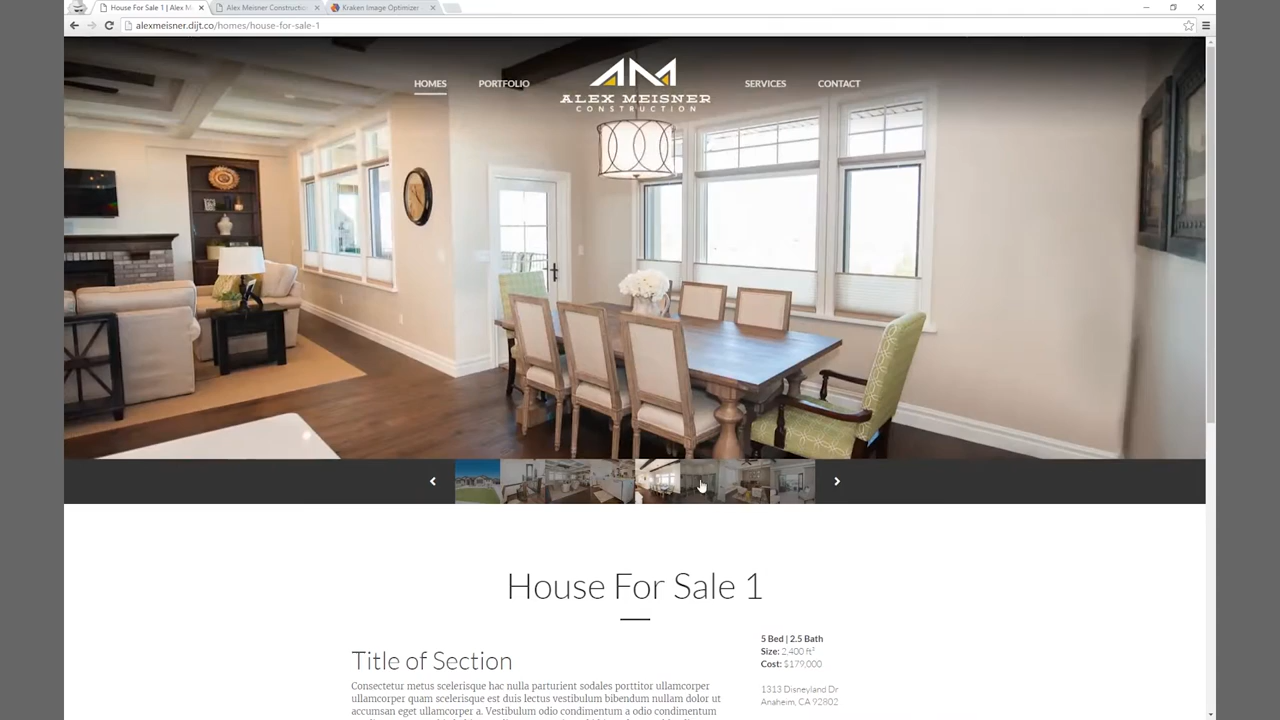 House For Sale 1 | Alex M
Alex Meisner Constructio
Kraken Image Optimizer
alexmeisner.dijt.co/homes/house-for-sale-1
HOMES
PORTFOLIO
AM
ALEX MEISNER
CONSTRUCTION
SERVICES
CONTACT
House For Sale 1
Title of Section
Consectetur metus scelerisque hac nulla parturient sodales porttitor ullamcorper
ullamcorper quam scelerisque est duis lectus vestibulum bibendum nullam dolor ut
accumsan eget ullamcorper a. Vestibulum odio condimentum a odio condimentum
5 Bed | 2.5 Bath
Size: 2,400 ft²
Cost: $179,000
1313 Disneyland Dr
Anaheim, CA 92802